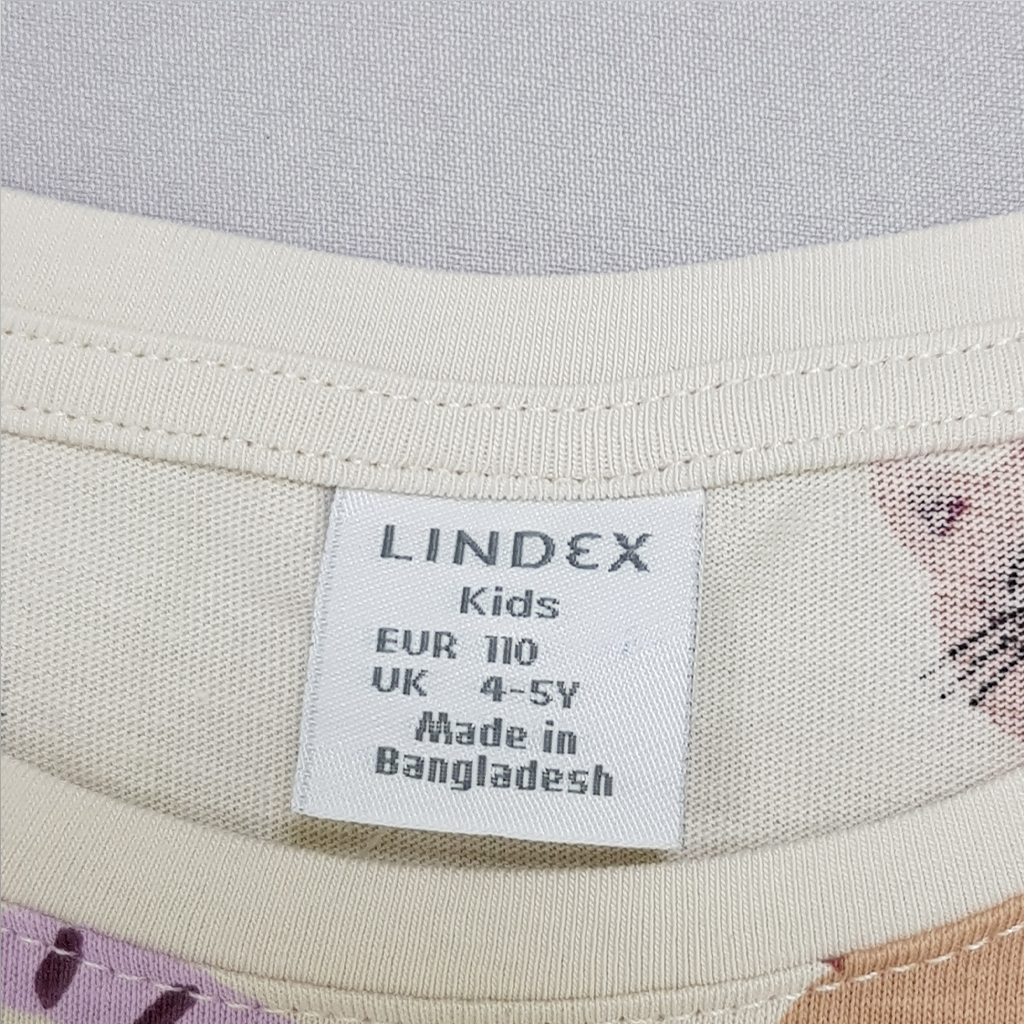 LINDEX
Kids
EUR 110
UK 4-5Y
Made in
Bangladesh